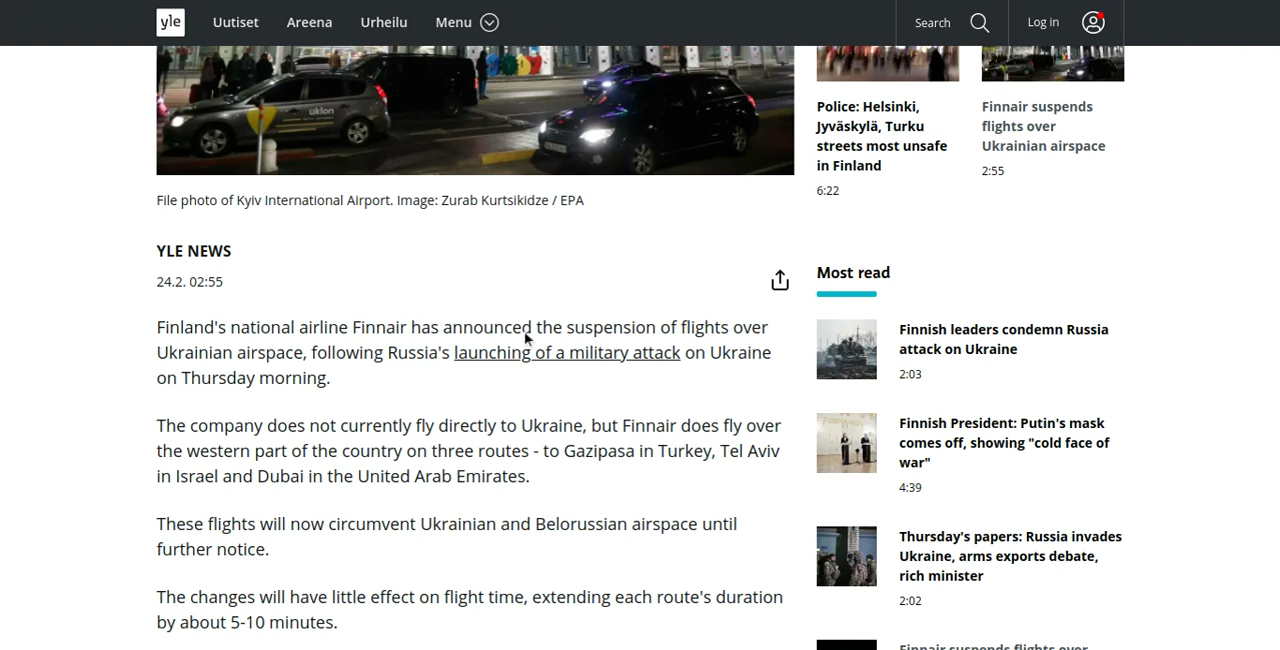 yle
Uutiset
Areena
Urheilu
Menu
Search
Log in
uklon
File photo of Kyiv International Airport. Image: Zurab Kurtsikidze / EPA
YLE NEWS
24.2. 02:55
Finland's national airline Finnair has announced the suspension of flights over
Ukrainian airspace, following Russia's launching of a military attack on Ukraine
on Thursday morning.
The company does not currently fly directly to Ukraine, but Finnair does fly over
the western part of the country on three routes - to Gazipasa in Turkey, Tel Aviv
in Israel and Dubai in the United Arab Emirates.
These flights will now circumvent Ukrainian and Belorussian airspace until
further notice.
The changes will have little effect on flight time, extending each route's duration
by about 5-10 minutes.
Police: Helsinki,
Jyväskylä, Turku
streets most unsafe
in Finland
6:22
Finnair suspends
flights over
Ukrainian airspace
2:55
Most read
Finnish leaders condemn Russia
attack on Ukraine
2:03
Finnish President: Putin's mask
comes off, showing "cold face of
war"
4:39
Thursday's papers: Russia invades
Ukraine, arms exports debate,
rich minister
2:02
Finnair suspends flights over